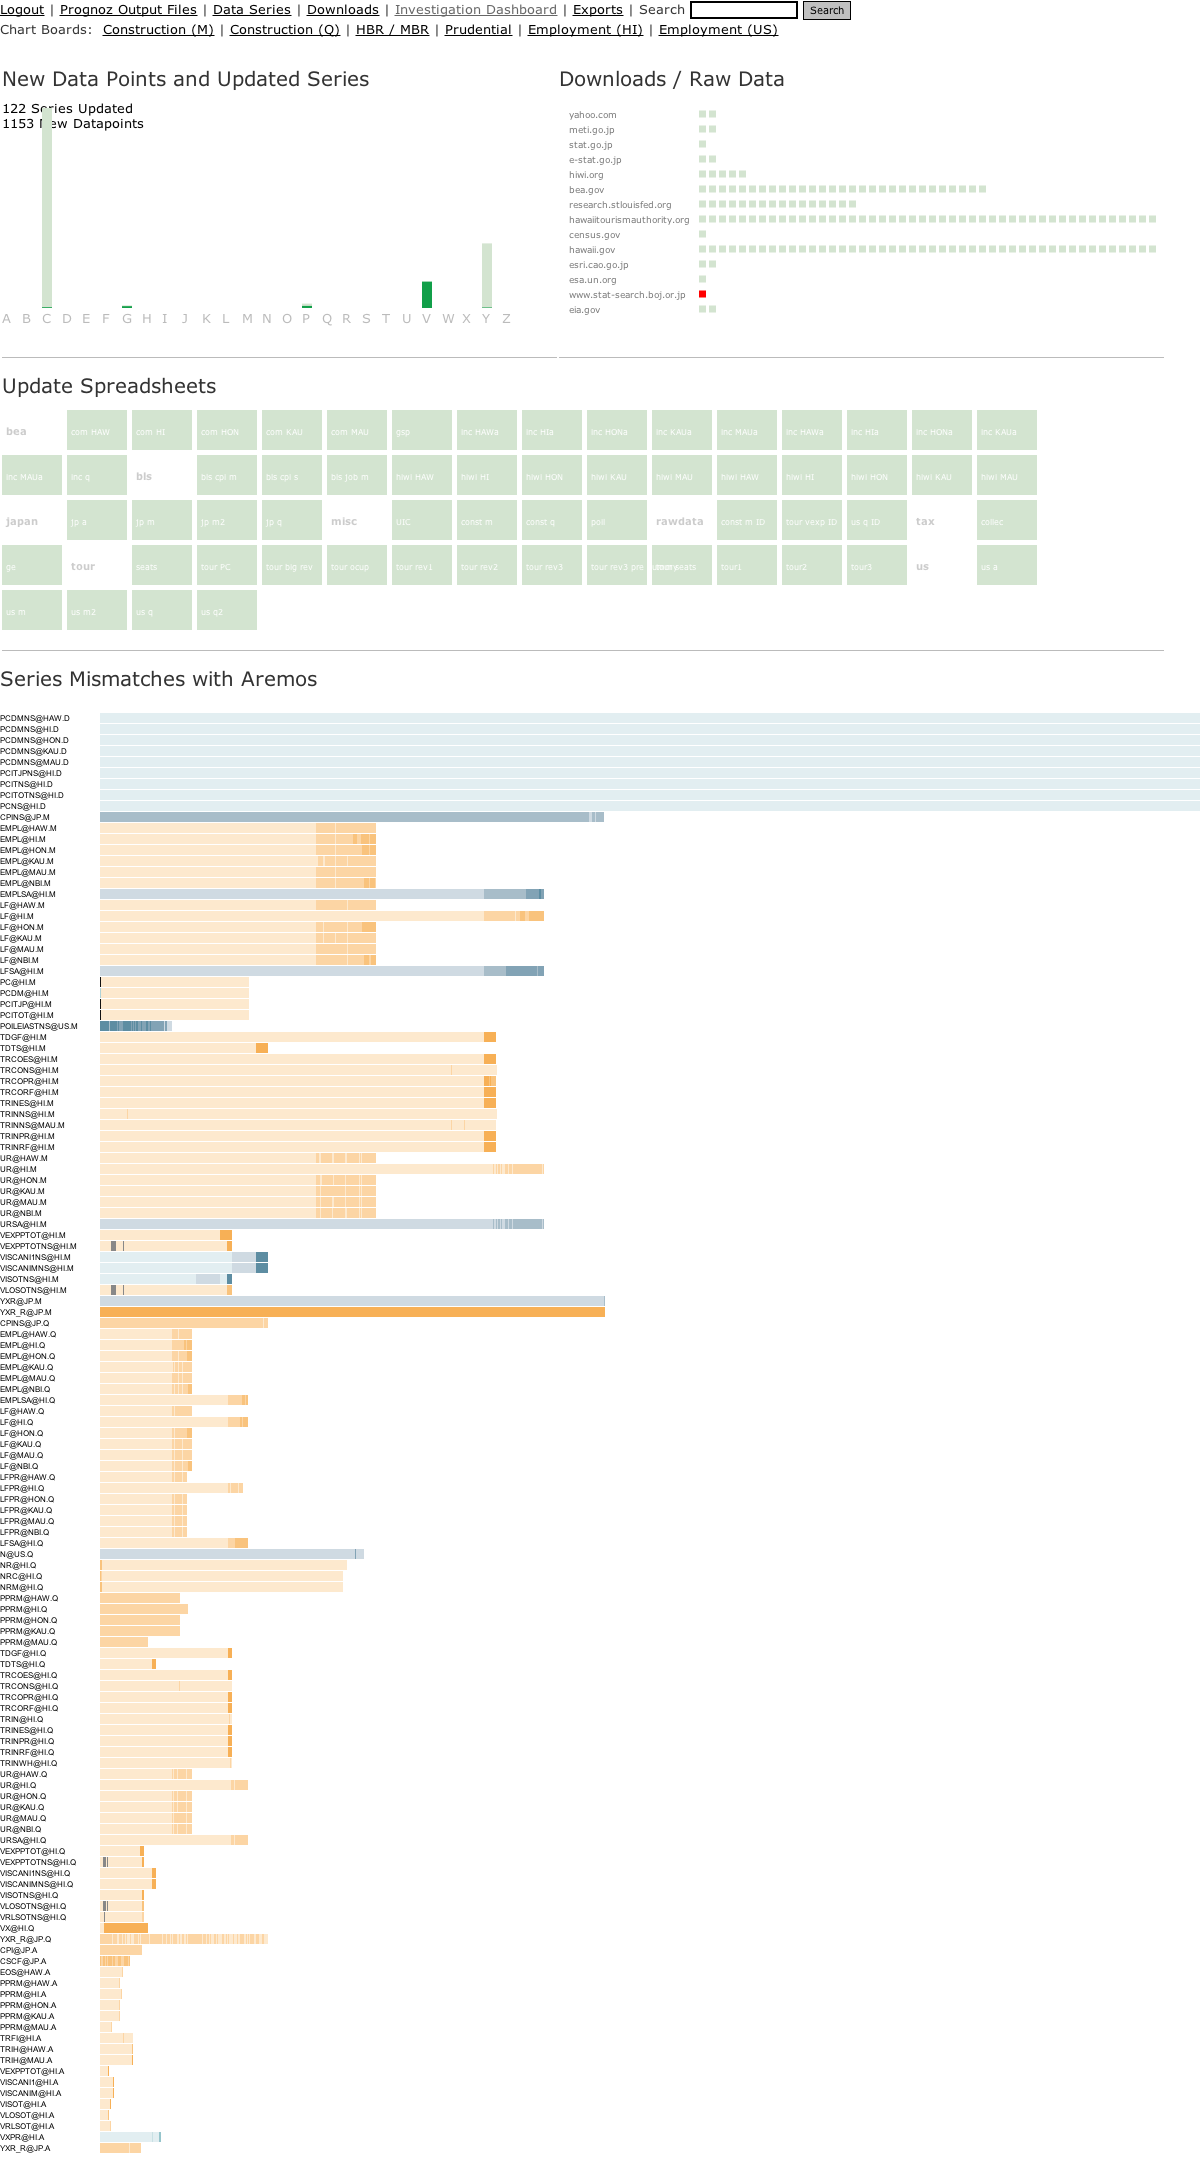 Logout | Prognoz Output Files | Data Series | Downloads | Investigation Dashboard | Exports | Search Search
Chart Boards: Construction (M) | Construction (Q) | HBR / MBR | Prudential | Employment (HI) | Employment (US)
New Data Points and Updated Series
122 Series Updated
1153 New Datapoints
A B C D E F G H I J K L M N O P Q R S T U V W X Y Z
Downloads / Raw Data
yahoo.com
meti.go.jp
stat.go.jp
e-stat.go.jp
hiwi.org
bea.gov
research.stlouisfed.org
hawaiitourismauthority.org
census.gov
hawaii.gov
esri.cao.go.jp
esa.un.org
www.stat-search.boj.or.jp
eia.gov
Update Spreadsheets
bea com HAW com HI com HON com KAU com MAU gsp inc HAWa inc HIa inc HONa inc KAUa inc MAUa inc HAWa inc HIa inc HONa inc KAUa
inc MAUa inc q bls bls cpi m bls cpi s bls job m hiwi HAW hiwi HI hiwi HON hiwi KAU hiwi MAU hiwi HAW hiwi HI hiwi HON hiwi KAU hiwi MAU
japan jp a jp m jp m2 jp q misc UIC const m const q poil rawdata const m ID tour vexp ID us q ID tax collec
ge tour seats tour PC tour big rev tour ocup tour rev1 tour rev2 tour rev3 tour rev3 pre tour seats tour1 tour2 tour3 us us a
us m us m2 us q us q2
Series Mismatches with Aremos
PCDMNS@HAW.D
PCDMNS@HI.D
PCDMNS@HON.D
PCDMNS@KAU.D
PCDMNS@MAU.D
PCITJPNS@HI.D
PCITNS@HI.D
PCITOTNS@HI.D
PCNS@HI.D
CPINS@JP.M
EMPL@HAW.M
EMPL@HI.M
EMPL@HON.M
EMPL@KAU.M
EMPL@MAU.M
EMPL@NBI.M
EMPLSA@HI.M
LF@HAW.M
LF@HI.M
LF@HON.M
LF@KAU.M
LF@MAU.M
LF@NBI.M
LFSA@HI.M
PC@HI.M
PCDM@HI.M
PCITJP@HI.M
PCITOT@HI.M
POILEIASTNS@US.M
TDGF@HI.M
TDTS@HI.M
TRCOES@HI.M
TRCONS@HI.M
TRCOPR@HI.M
TRCORF@HI.M
TRINES@HI.M
TRINNS@HI.M
TRINNS@MAU.M
TRINPR@HI.M
TRINRF@HI.M
UR@HAW.M
UR@HI.M
UR@HON.M
UR@KAU.M
UR@MAU.M
UR@NBI.M
URSA@HI.M
VEXPPTOT@HI.M
VEXPPTOTNS@HI.M
VISCANI1NS@HI.M
VISCANIMNS@HI.M
VISOTNS@HI.M
VLOSOTNS@HI.M
YXR@JP.M
YXR_R@JP.M
CPINS@JP.Q
EMPL@HAW.Q
EMPL@HI.Q
EMPL@HON.Q
EMPL@KAU.Q
EMPL@MAU.Q
EMPL@NBI.Q
EMPLSA@HI.Q
LF@HAW.Q
LF@HI.Q
LF@HON.Q
LF@KAU.Q
LF@MAU.Q
LF@NBI.Q
LFPR@HAW.Q
LFPR@HI.Q
LFPR@HON.Q
LFPR@KAU.Q
LFPR@MAU.Q
LFPR@NBI.Q
LFSA@HI.Q
N@US.Q
NR@HI.Q
NRC@HI.Q
NRM@HI.Q
PPRM@HAW.Q
PPRM@HI.Q
PPRM@HON.Q
PPRM@KAU.Q
PPRM@MAU.Q
TDGF@HI.Q
TDTS@HI.Q
TRCOES@HI.Q
TRCONS@HI.Q
TRCOPR@HI.Q
TRCORF@HI.Q
TRIN@HI.Q
TRINES@HI.Q
TRINPR@HI.Q
TRINRF@HI.Q
TRINWH@HI.Q
UR@HAW.Q
UR@HI.Q
UR@HON.Q
UR@KAU.Q
UR@MAU.Q
UR@NBI.Q
URSA@HI.Q
VEXPPTOT@HI.Q
VEXPPTOTNS@HI.Q
VISCANI1NS@HI.Q
VISCANIMNS@HI.Q
VISOTNS@HI.Q
VLOSOTNS@HI.Q
VRLSOTNS@HI.Q
VX@HI.Q
YXR_R@JP.Q
CPI@JP.A
CSCF@JP.A
EOS@HAW.A
PPRM@HAW.A
PPRM@HI.A
PPRM@HON.A
PPRM@KAU.A
PPRM@MAU.A
TRFI@HI.A
TRIH@HAW.A
TRIH@MAU.A
VEXPPTOT@HI.A
VISCANI1@HI.A
VISCANIM@HI.A
VISOT@HI.A
VLOSOT@HI.A
VRLSOT@HI.A
VXPR@HI.A
YXR_R@JP.A